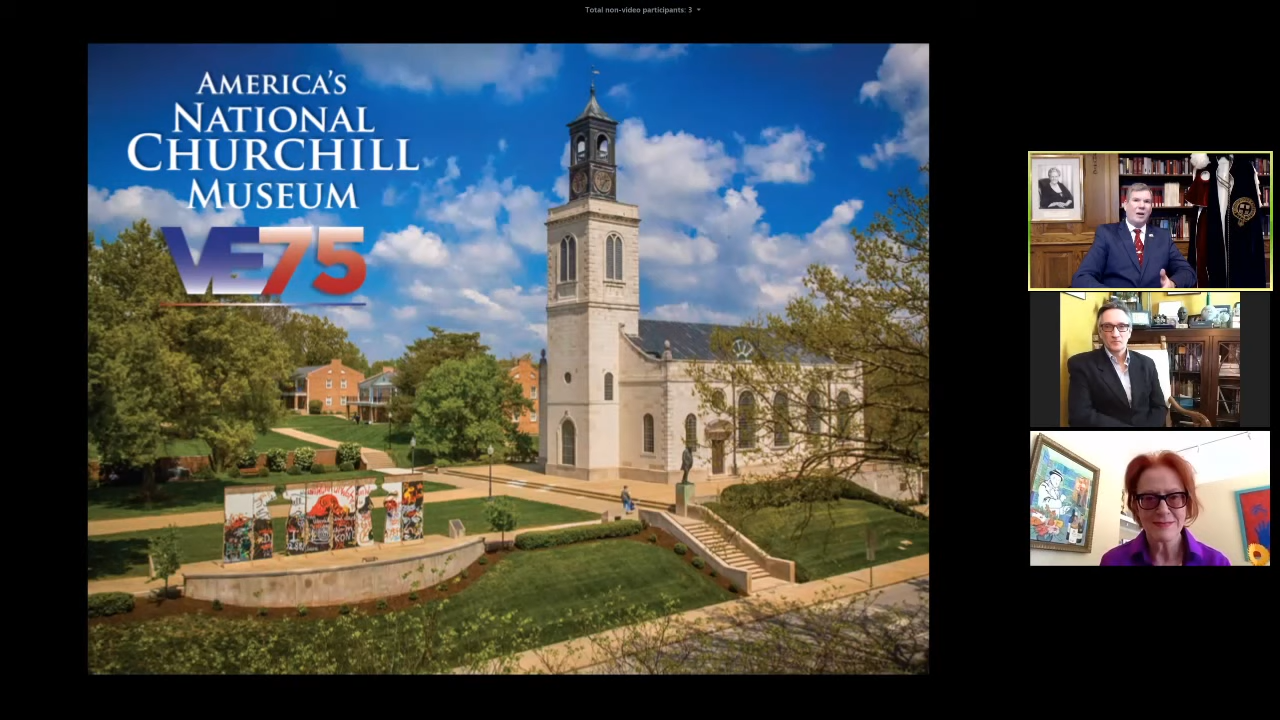 Total non-video participants: 3
AMERICA'S
NATIONAL
CHURCHILL
MUSEUM
VE75